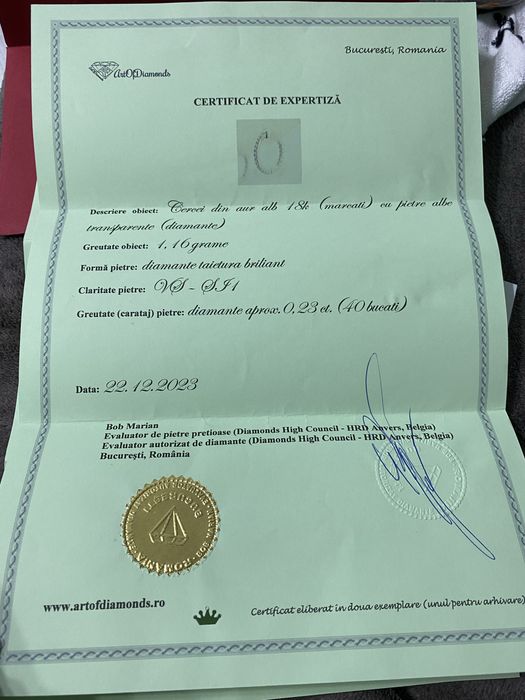 București, Romania
ArtOfDiamonds
CERTIFICAT DE EXPERTIZĂ
Descriere obiect: Cercei din aur alb 18k (marcati) cu pietre albe
transparente (diamante)
Greutate obiect: 1,16 grame
Formă pietre: diamante taietura briliant
Claritate pietre: VS - SI1
Greutate (carataj) pietre: diamante aprox. 0,23 ct. (40 bucati)
Data: 22.12.2023
Bob Marian
Evaluator de pietre pretioase (Diamonds High Council - HRD Anvers, Belgia)
Evaluator autorizat de diamante (Diamonds High Council - HRD Anvers, Belgia)
București, România
ROMANIA
www.artofdiamonds.ro
Certificat eliberat in doua exemplare (unul pentru arhivare)